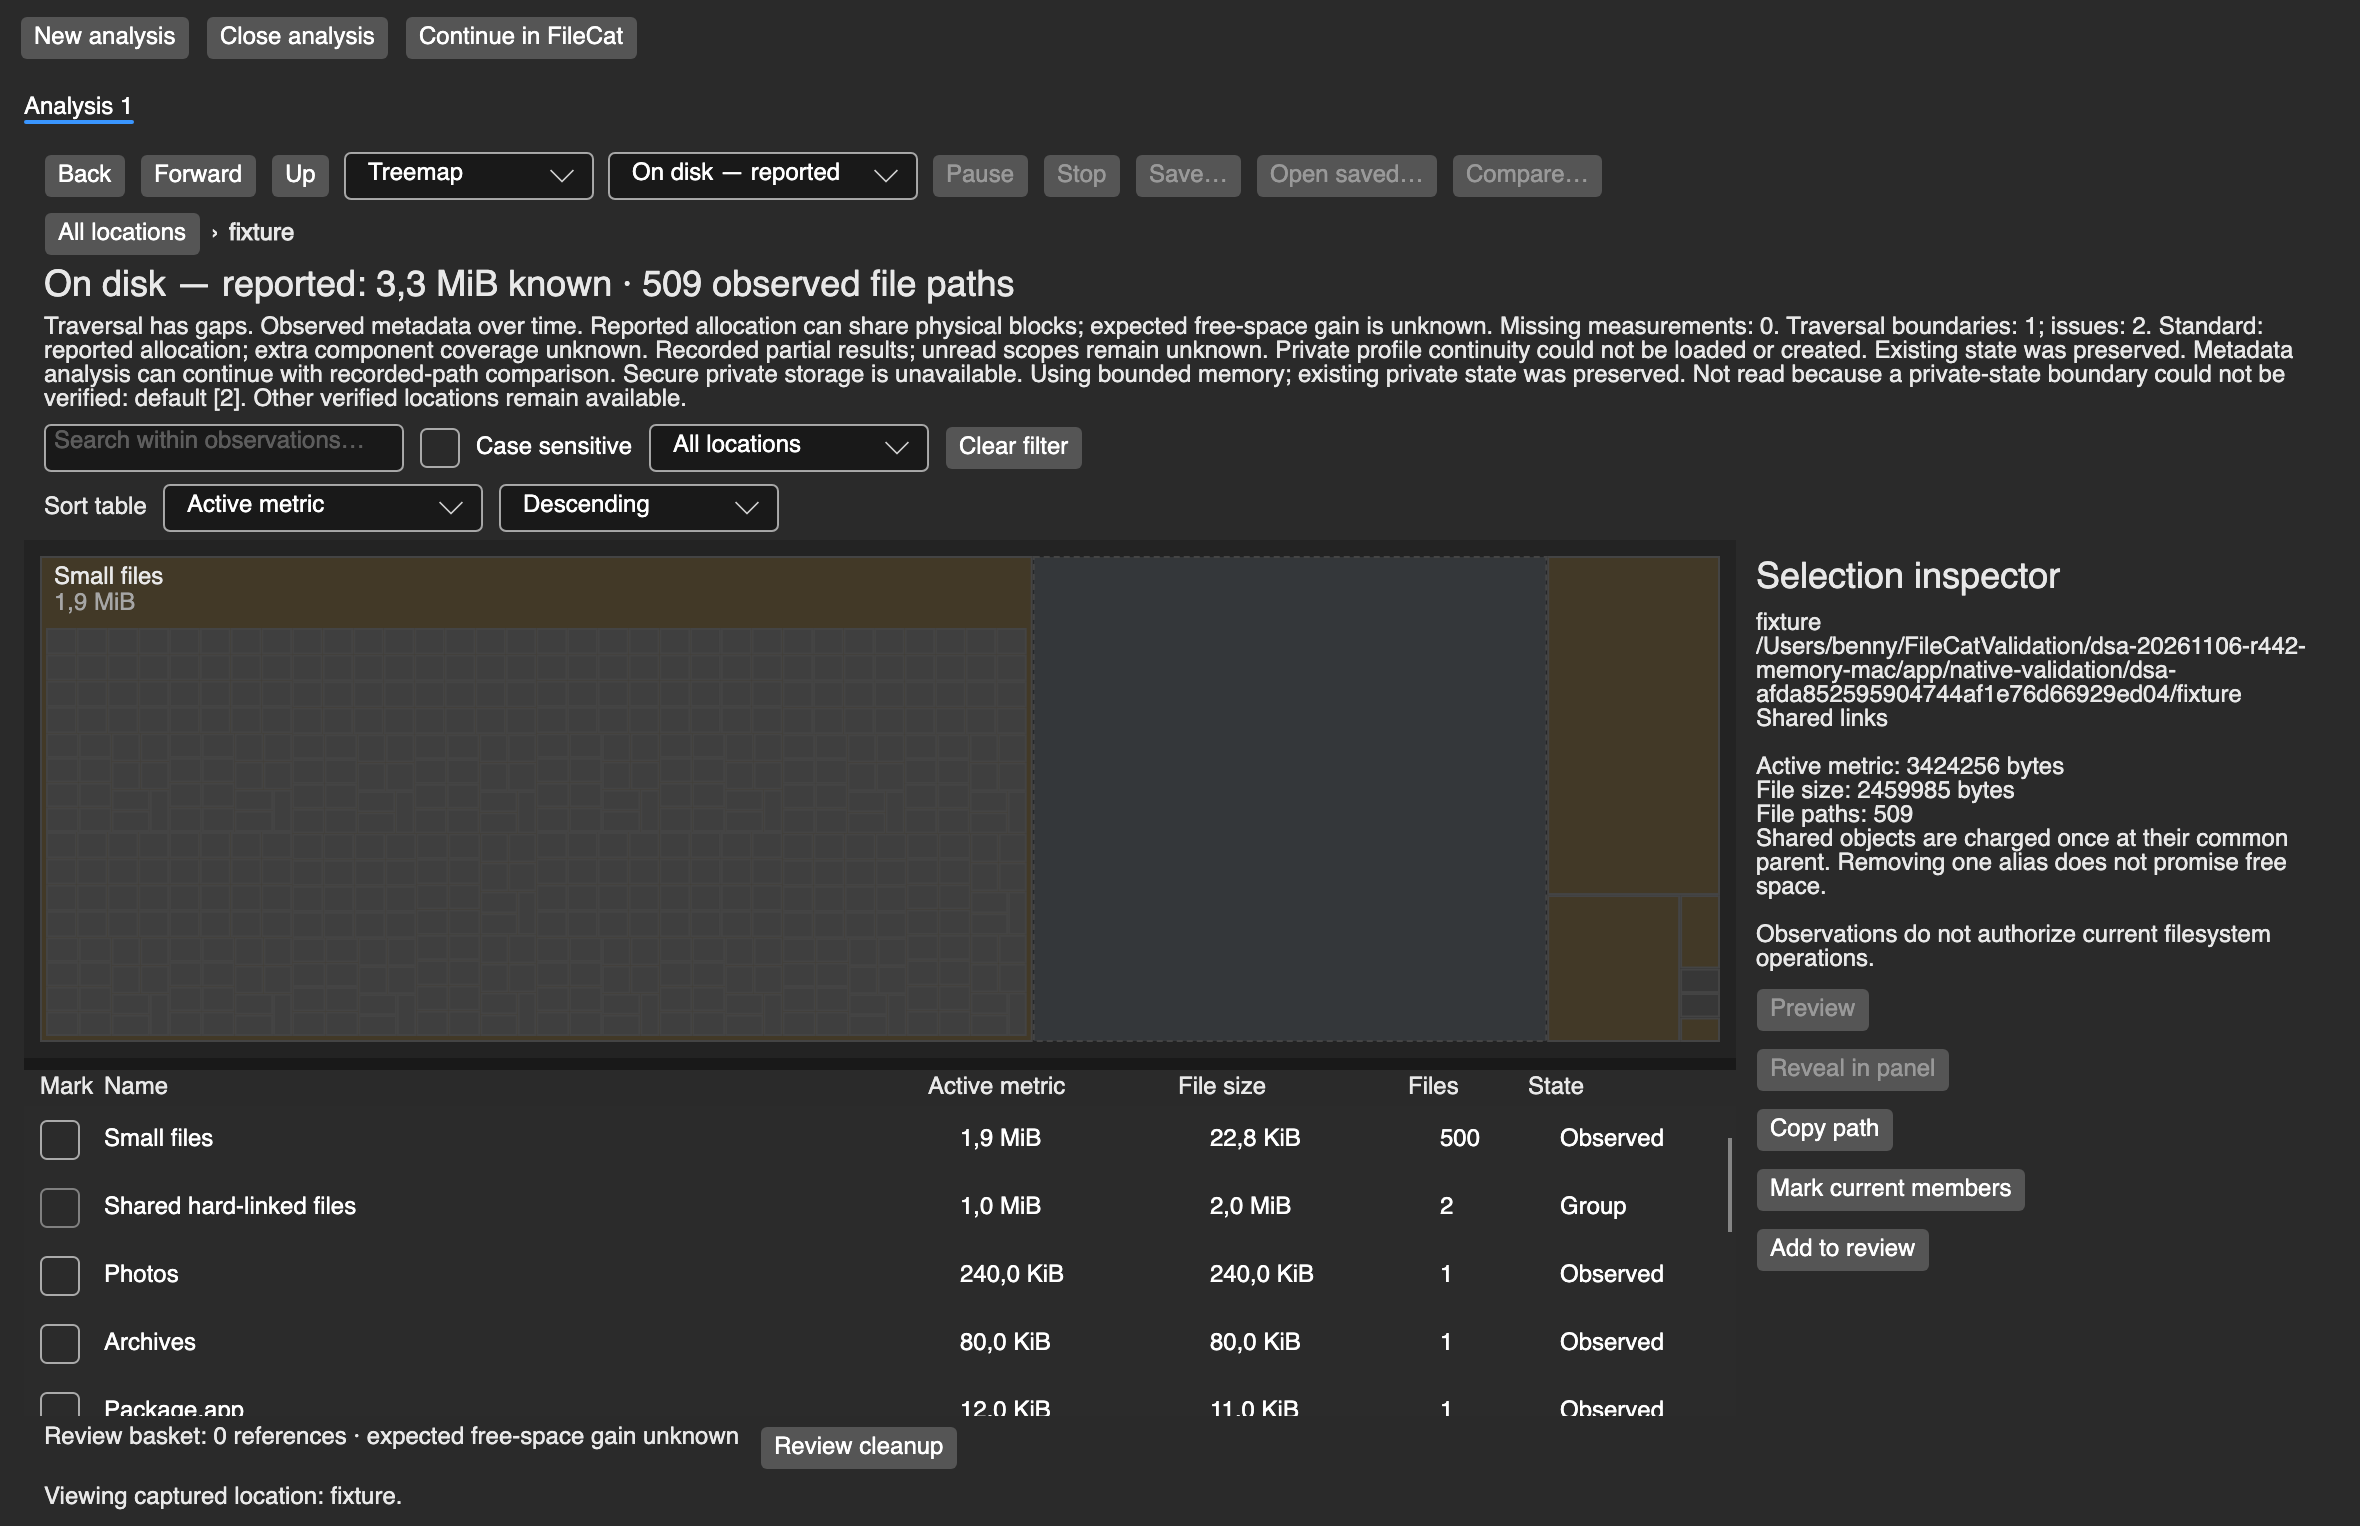 New analysis Close analysis Continue in FileCat
Analysis 1
Back Forward Up Treemap On disk — reported Pause Stop Save... Open saved... Compare...
All locations › fixture
On disk — reported: 3,3 MiB known · 509 observed file paths
Traversal has gaps. Observed metadata over time. Reported allocation can share physical blocks; expected free-space gain is unknown. Missing measurements: 0. Traversal boundaries: 1; issues: 2. Standard:
reported allocation; extra component coverage unknown. Recorded partial results; unread scopes remain unknown. Private profile continuity could not be loaded or created. Existing state was preserved. Metadata
analysis can continue with recorded-path comparison. Secure private storage is unavailable. Using bounded memory; existing private state was preserved. Not read because a private-state boundary could not be
verified: default [2]. Other verified locations remain available.
Search within observations... Case sensitive All locations Clear filter
Sort table Active metric Descending
Small files
1,9 MiB
Selection inspector
fixture
/Users/benny/FileCatValidation/dsa-20261106-r442-
memory-mac/app/native-validation/dsa-
afda852595904744af1e76d66929ed04/fixture
Shared links
Active metric: 3424256 bytes
File size: 2459985 bytes
File paths: 509
Shared objects are charged once at their common
parent. Removing one alias does not promise free
space.
Observations do not authorize current filesystem
operations.
Preview
Reveal in panel
Copy path
Mark current members
Add to review
Mark Name Active metric File size Files State
Small files 1,9 MiB 22,8 KiB 500 Observed
Shared hard-linked files 1,0 MiB 2,0 MiB 2 Group
Photos 240,0 KiB 240,0 KiB 1 Observed
Archives 80,0 KiB 80,0 KiB 1 Observed
Package.app 12,0 KiB 11,0 KiB 1 Observed
Review basket: 0 references · expected free-space gain unknown Review cleanup
Viewing captured location: fixture.